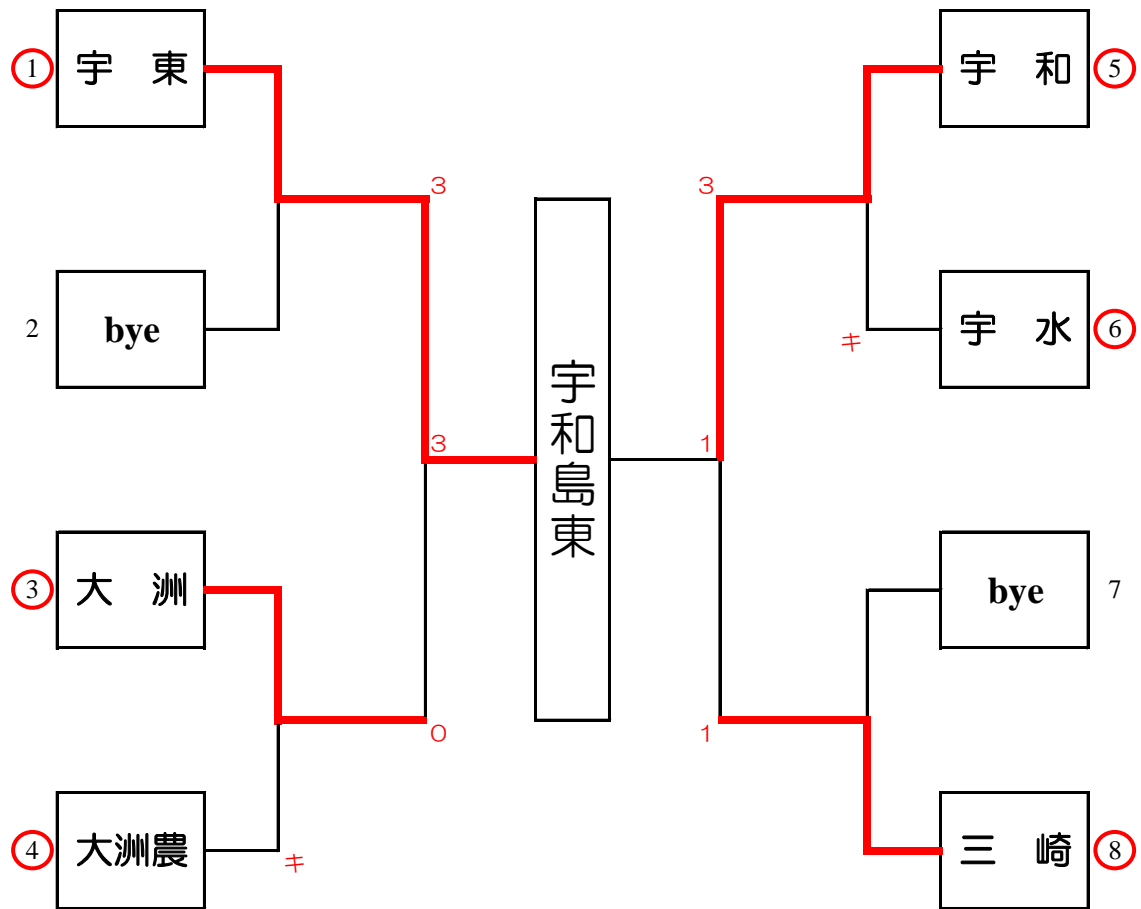 1 宇 東
宇 和 5
3
3
2 bye
宇 水 6
キ
宇和島東
3
1
3 大 洲
bye 7
0
1
4 大洲農
キ
三 崎 8